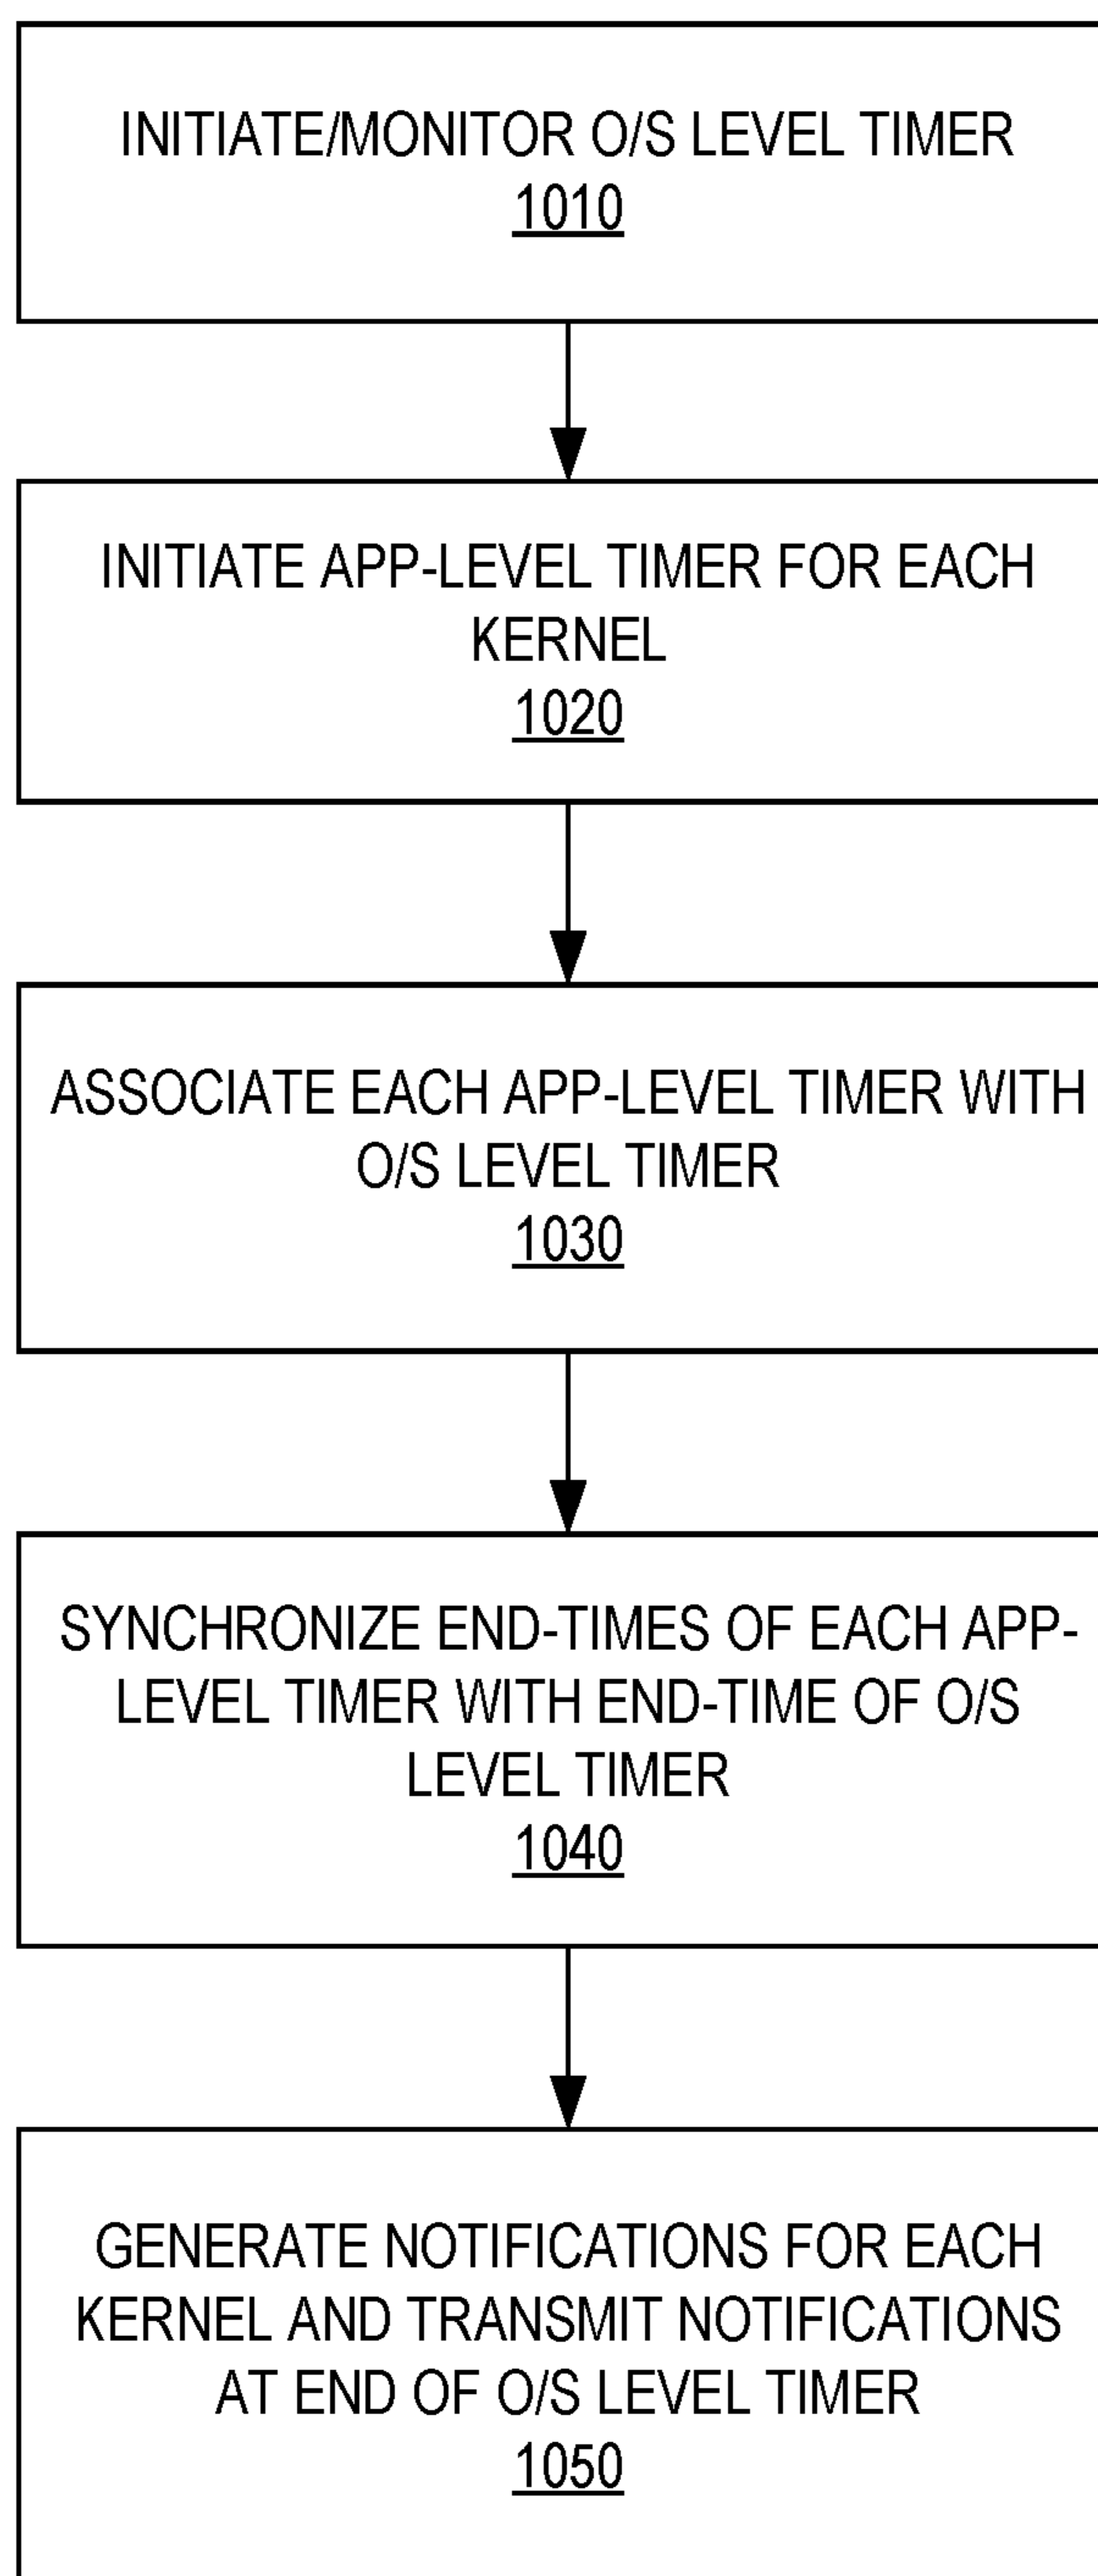 INITIATE/MONITOR O/S LEVEL TIMER
1010
INITIATE APP-LEVEL TIMER FOR EACH
KERNEL
1020
ASSOCIATE EACH APP-LEVEL TIMER WITH
O/S LEVEL TIMER
1030
SYNCHRONIZE END-TIMES OF EACH APP-
LEVEL TIMER WITH END-TIME OF O/S
LEVEL TIMER
1040
GENERATE NOTIFICATIONS FOR EACH
KERNEL AND TRANSMIT NOTIFICATIONS
AT END OF O/S LEVEL TIMER
1050